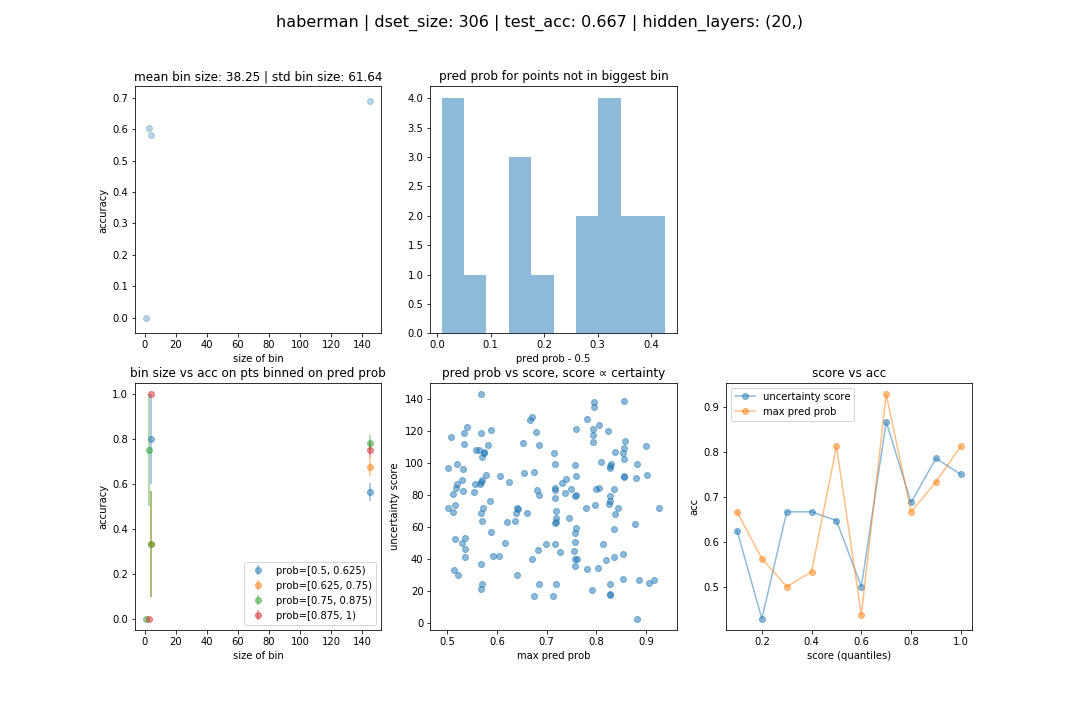 haberman | dset_size: 306 | test_acc: 0.667 | hidden_layers: (20,)
mean bin size: 38.25 | std bin size: 61.64
accuracy
0.7
0.6
0.5
0.4
0.3
0.2
0.1
0.0
0 20 40 60 80 100 120 140
size of bin
pred prob for points not in biggest bin
4.0
3.5
3.0
2.5
2.0
1.5
1.0
0.5
0.0
0.0 0.1 0.2 0.3 0.4
pred prob - 0.5
bin size vs acc on pts binned on pred prob
accuracy
1.0
0.8
0.6
0.4
0.2
0.0
prob=[0.5, 0.625)
prob=[0.625, 0.75)
prob=[0.75, 0.875)
prob=[0.875, 1)
0 20 40 60 80 100 120 140
size of bin
pred prob vs score, score ∝ certainty
uncertainty score
140
120
100
80
60
40
20
0
0.5 0.6 0.7 0.8 0.9
max pred prob
score vs acc
uncertainty score
max pred prob
acc
0.9
0.8
0.7
0.6
0.5
0.2 0.4 0.6 0.8 1.0
score (quantiles)